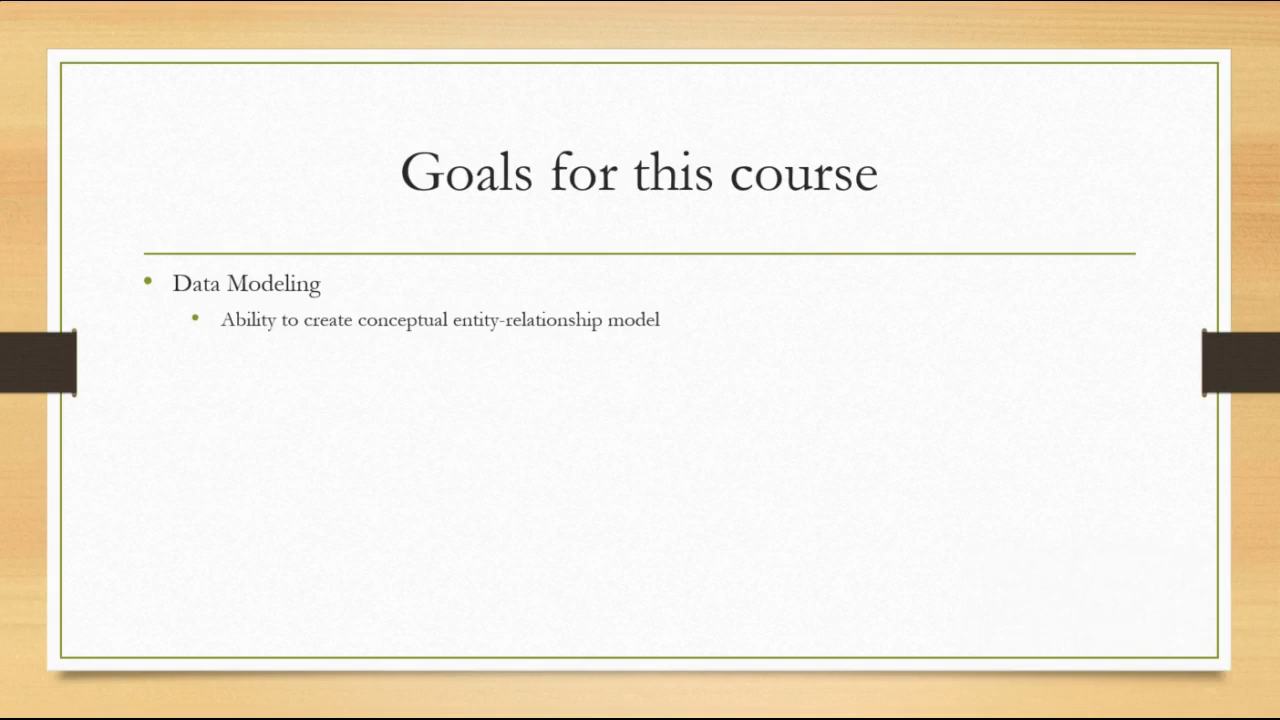 Goals for this course
• Data Modeling
• Ability to create conceptual entity-relationship model